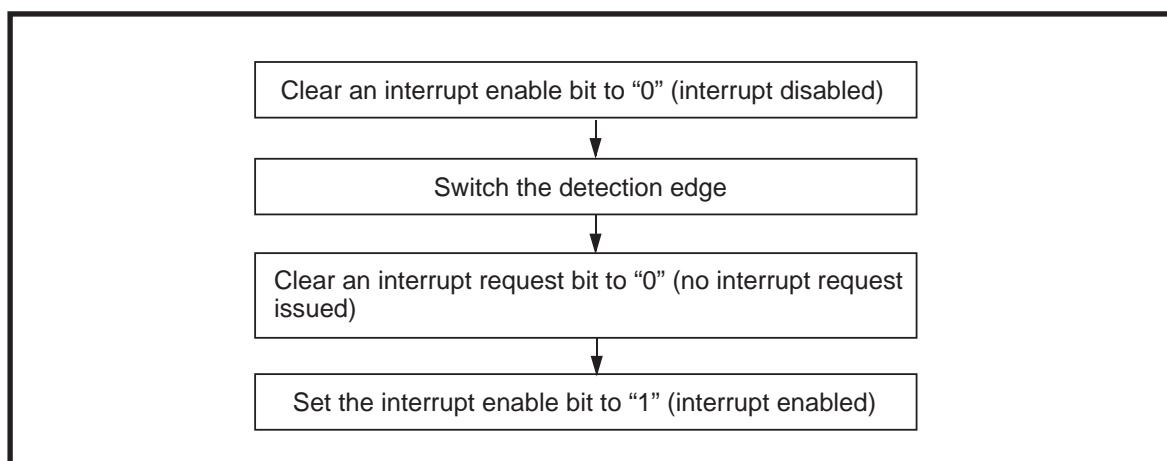 Clear an interrupt enable bit to “0” (interrupt disabled)
Switch the detection edge
Clear an interrupt request bit to “0” (no interrupt request
issued)
Set the interrupt enable bit to “1” (interrupt enabled)